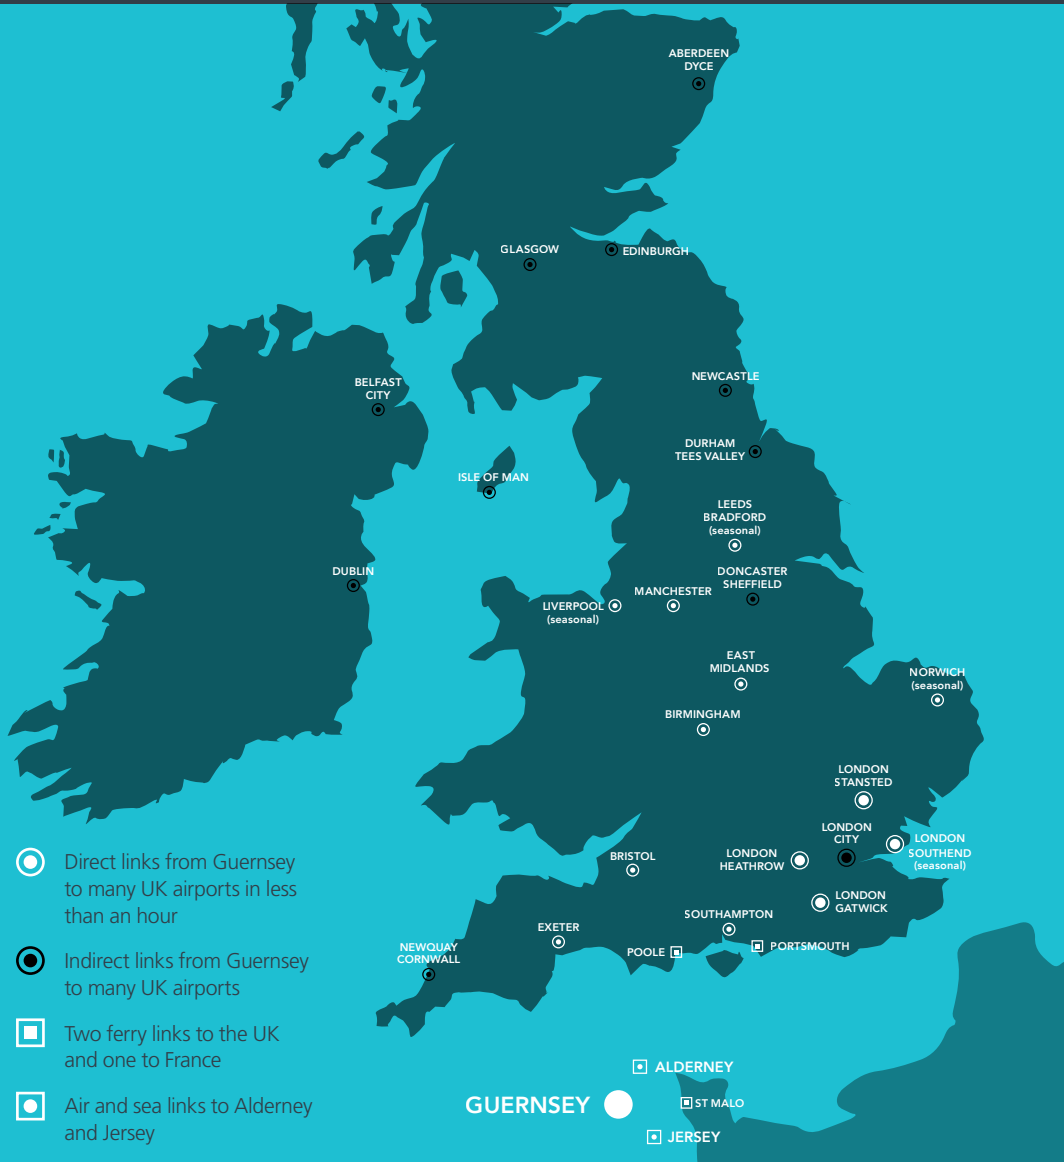 ABERDEEN
DYCE
GLASGOW
EDINBURGH
BELFAST
CITY
NEWCASTLE
DURHAM
TEES VALLEY
ISLE OF MAN
LEEDS
BRADFORD
(seasonal)
DUBLIN
DONCASTER
SHEFFIELD
MANCHESTER
LIVERPOOL
(seasonal)
EAST
MIDLANDS
NORWICH
(seasonal)
BIRMINGHAM
LONDON
STANSTED
LONDON
CITY
LONDON
SOUTHEND
(seasonal)
BRISTOL
LONDON
HEATHROW
LONDON
GATWICK
SOUTHAMPTON
EXETER
POOLE
PORTSMOUTH
NEWQUAY
CORNWALL
Direct links from Guernsey
to many UK airports in less
than an hour
Indirect links from Guernsey
to many UK airports
Two ferry links to the UK
and one to France
Air and sea links to Alderney
and Jersey
ALDERNEY
GUERNSEY
ST MALO
JERSEY